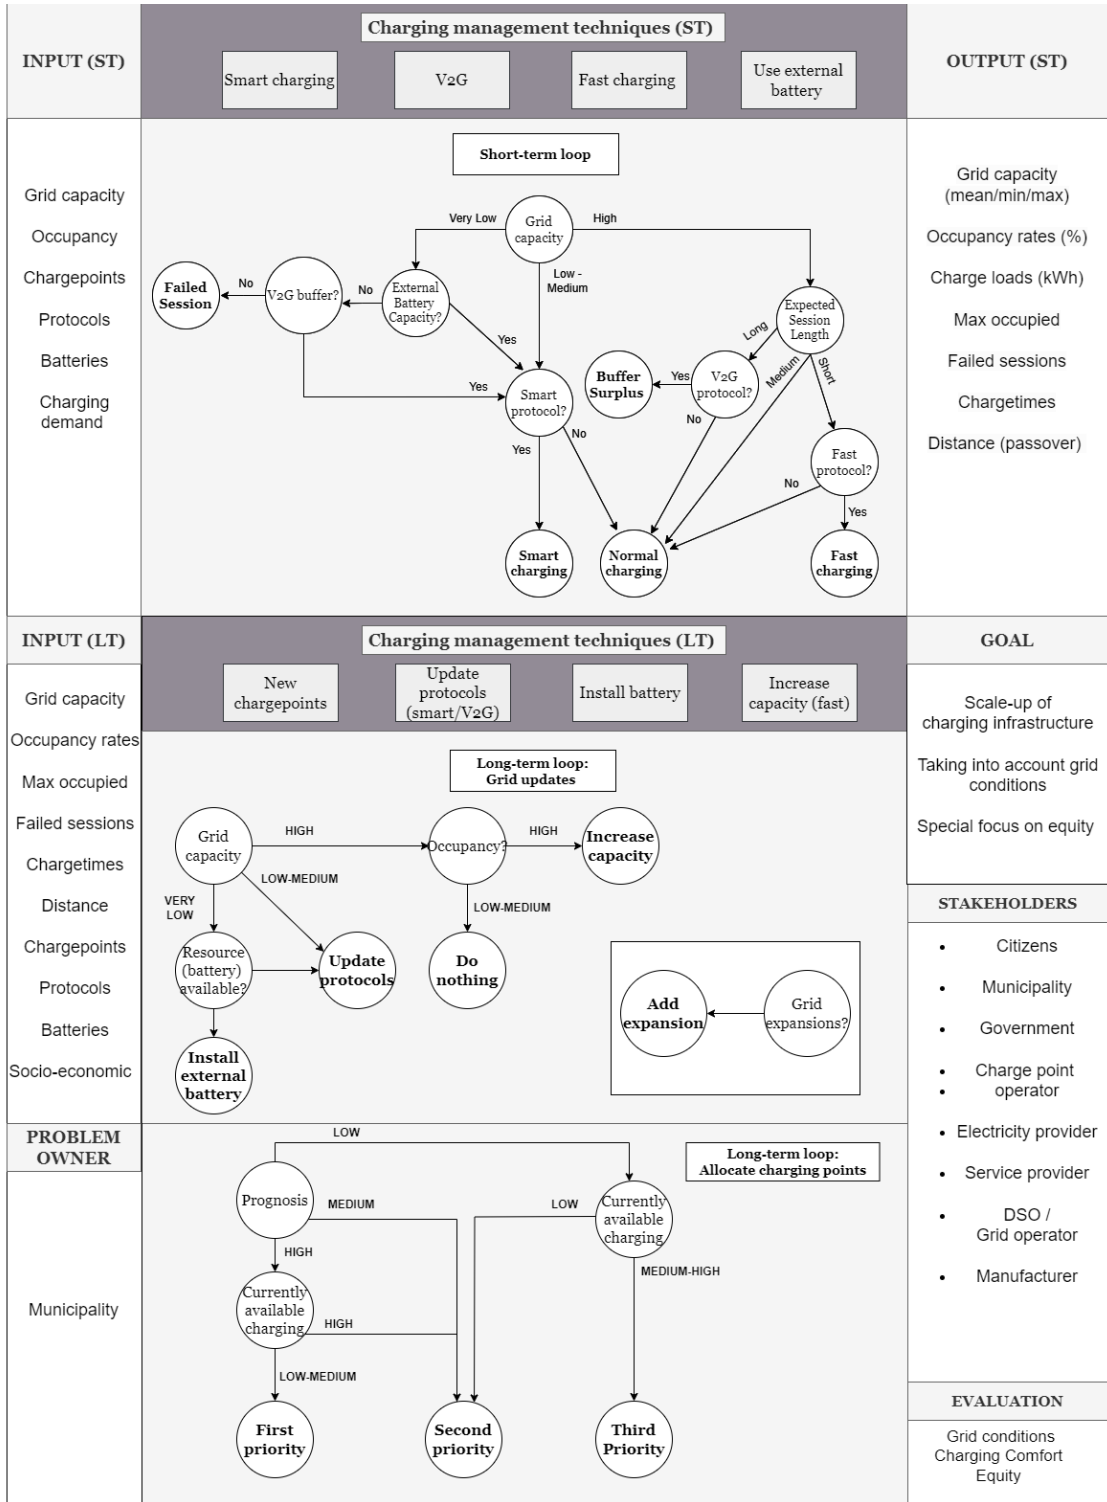 INPUT (ST)
Charging management techniques (ST)
Smart charging
V2G
Fast charging
Use external
battery
OUTPUT (ST)
Grid capacity
Occupancy
Chargepoints
Protocols
Batteries
Charging
demand
Short-term loop
Grid
capacity
Very Low
High
Low -
Medium
External
Battery
Capacity?
No
Yes
V2G buffer?
No
Yes
Failed
Session
Expected
Session
Length
Long
Medium
Short
V2G
protocol?
Yes
No
Buffer
Surplus
Smart
protocol?
Yes
No
Fast
protocol?
No
Yes
Smart
charging
Normal
charging
Fast
charging
Grid capacity
(mean/min/max)
Occupancy rates (%)
Charge loads (kWh)
Max occupied
Failed sessions
Chargetimes
Distance (passover)
INPUT (LT)
Charging management techniques (LT)
New
chargepoints
Update
protocols
(smart/V2G)
Install battery
Increase
capacity (fast)
GOAL
Grid capacity
Occupancy rates
Max occupied
Failed sessions
Chargetimes
Distance
Chargepoints
Protocols
Batteries
Socio-economic
Long-term loop:
Grid updates
Grid
capacity
HIGH
LOW-MEDIUM
VERY
LOW
Occupancy?
HIGH
LOW-MEDIUM
Increase
capacity
Resource
(battery)
available?
Update
protocols
Do
nothing
Install
external
battery
Add
expansion
Grid
expansions?
Scale-up of
charging infrastructure
Taking into account grid
conditions
Special focus on equity
STAKEHOLDERS
• Citizens
• Municipality
• Government
• Charge point
• operator
• Electricity provider
• Service provider
• DSO /
Grid operator
• Manufacturer
PROBLEM
OWNER
Municipality
Long-term loop:
Allocate charging points
LOW
Prognosis
MEDIUM
HIGH
Currently
available
charging
LOW
MEDIUM-HIGH
Currently
available
charging
HIGH
LOW-MEDIUM
First
priority
Second
priority
Third
Priority
EVALUATION
Grid conditions
Charging Comfort
Equity